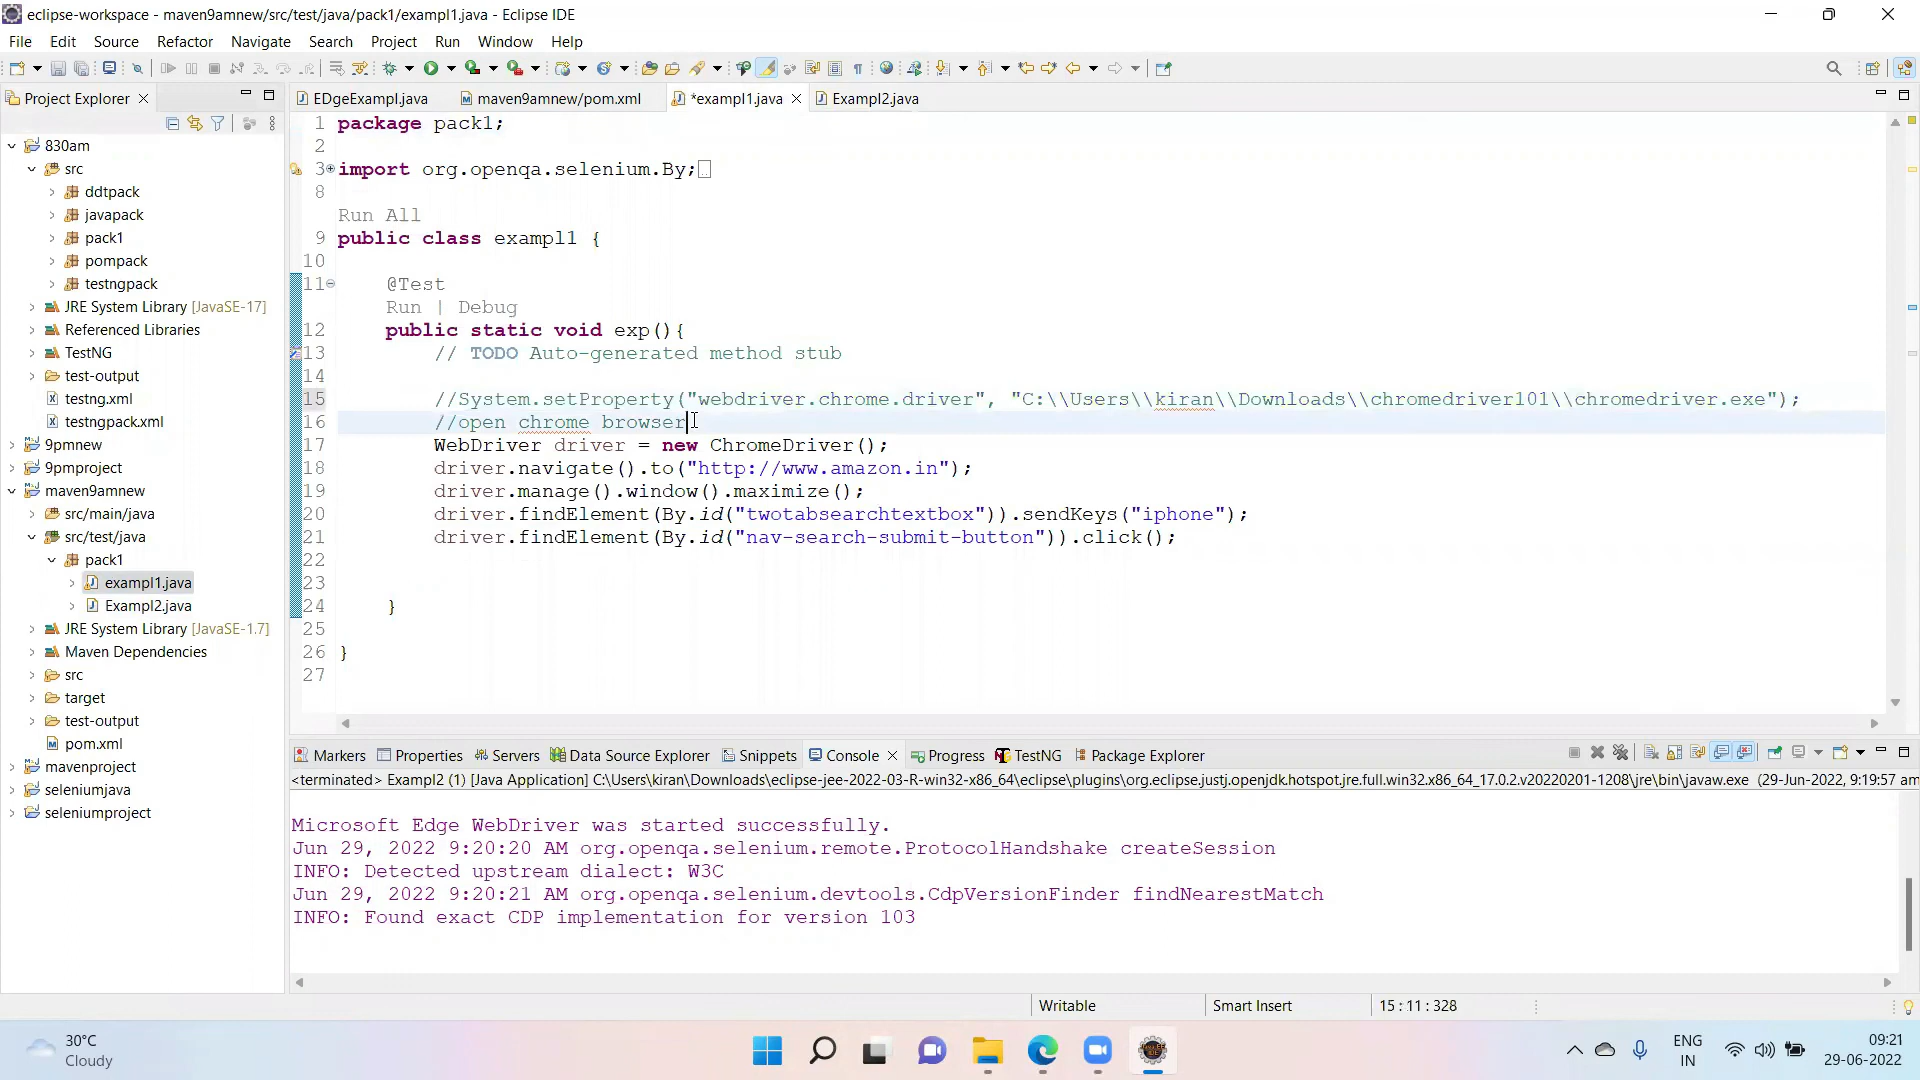 eclipse-workspace - maven9amnew/src/test/java/pack1/exampl1.java - Eclipse IDE
File Edit Source Refactor Navigate Search Project Run Window Help
Project Explorer
EDgeExampl.java maven9amnew/pom.xml *exampl1.java Exampl2.java
830am
src
ddtpack
javapack
pack1
pompack
testngpack
JRE System Library [JavaSE-17]
Referenced Libraries
TestNG
test-output
testng.xml
testngpack.xml
9pmnew
9pmproject
maven9amnew
src/main/java
src/test/java
pack1
exampl1.java
Exampl2.java
JRE System Library [JavaSE-1.7]
Maven Dependencies
src
target
test-output
pom.xml
mavenproject
seleniumjava
seleniumproject
1 package pack1;
2
3 import org.openqa.selenium.By;
8
Run All
9 public class exampl1 {
10
11 @Test
Run | Debug
12 public static void exp(){
13 // TODO Auto-generated method stub
14
15 //System.setProperty("webdriver.chrome.driver", "C:\\Users\\kiran\\Downloads\\chromedriver101\\chromedriver.exe");
16 //open chrome browser
17 WebDriver driver = new ChromeDriver();
18 driver.navigate().to("http://www.amazon.in");
19 driver.manage().window().maximize();
20 driver.findElement(By.id("twotabsearchtextbox")).sendKeys("iphone");
21 driver.findElement(By.id("nav-search-submit-button")).click();
22
23
24 }
25
26 }
27
Markers Properties Servers Data Source Explorer Snippets Console Progress TestNG Package Explorer
<terminated> Exampl2 (1) [Java Application] C:\Users\kiran\Downloads\eclipse-jee-2022-03-R-win32-x86_64\eclipse\plugins\org.eclipse.justj.openjdk.hotspot.jre.full.win32.x86_64_17.0.2.v20220201-1208\jre\bin\javaw.exe (29-Jun-2022, 9:19:57 am
Microsoft Edge WebDriver was started successfully.
Jun 29, 2022 9:20:20 AM org.openqa.selenium.remote.ProtocolHandshake createSession
INFO: Detected upstream dialect: W3C
Jun 29, 2022 9:20:21 AM org.openqa.selenium.devtools.CdpVersionFinder findNearestMatch
INFO: Found exact CDP implementation for version 103
Writable Smart Insert 15 : 11 : 328
30°C
Cloudy
ENG
IN
09:21
29-06-2022